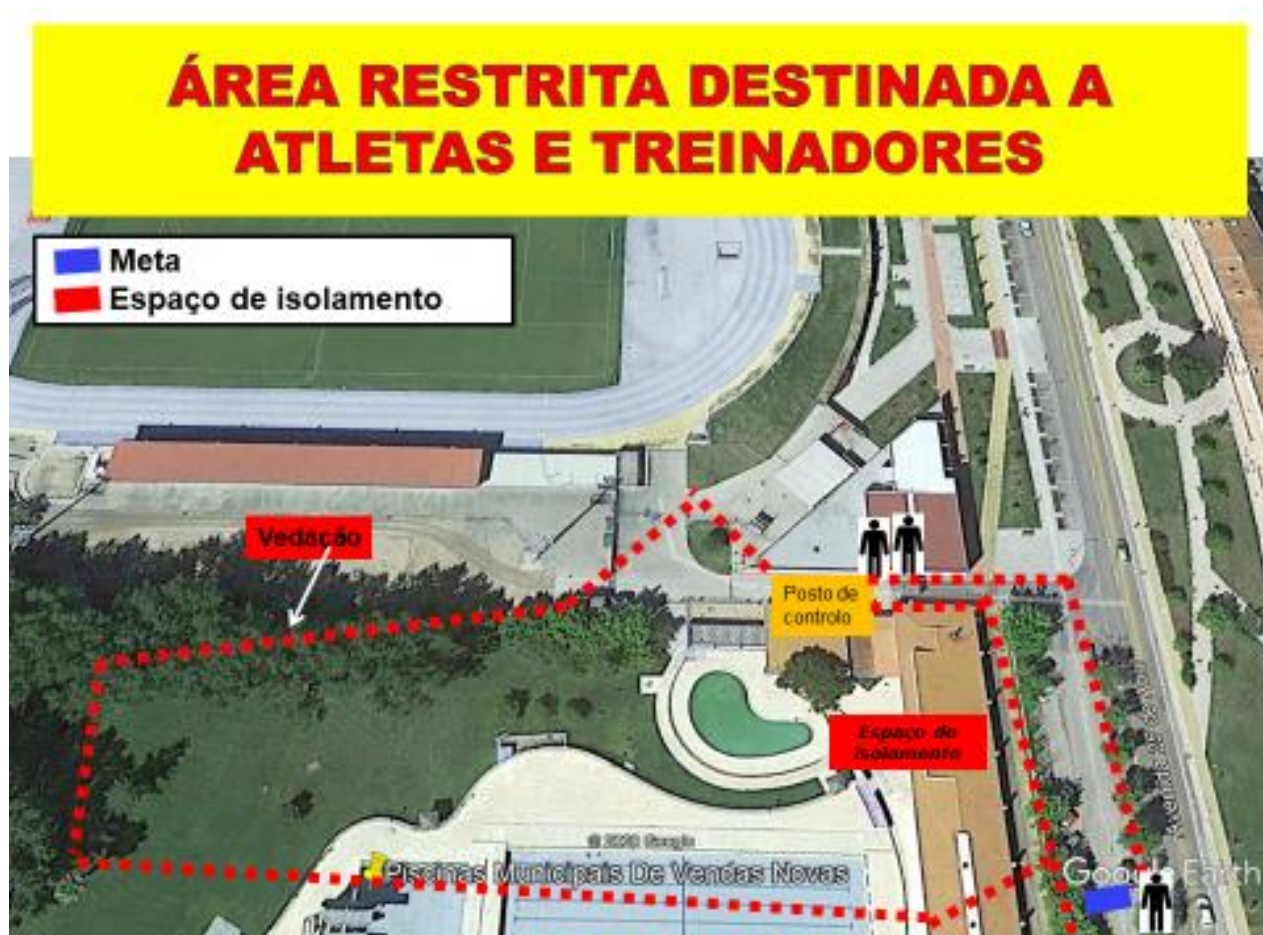 ÁREA RESTRITA DESTINADA A
ATLETAS E TREINADORES
Meta
Espaço de isolamento
Vedação
Posto de
controlo
Espaço de
isolamento
© 2020 Google
Piscinas Municipais De Vendas Novas
Google Earth